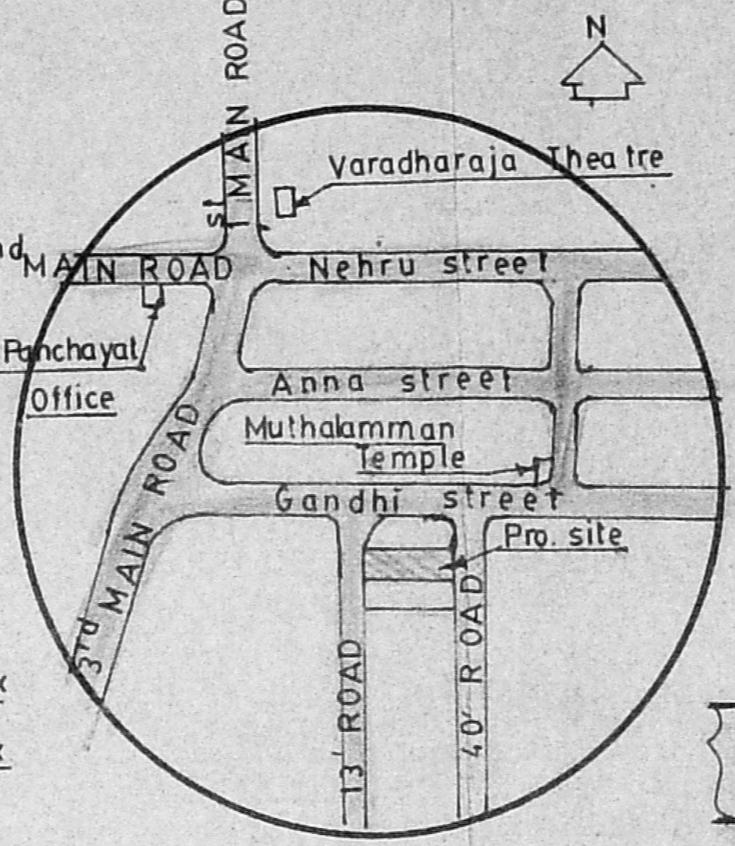 N
1st MAIN ROAD
Varadharaja Theatre
nd MAIN ROAD
Nehru street
Panchayat
Office
Anna street
Muthalamman
Temple
Gandhi street
Pro. site
3rd MAIN ROAD
13' ROAD
40' ROAD